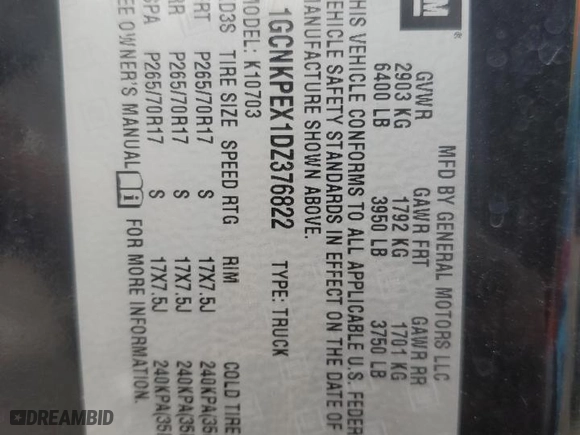 GM ®
MFD BY GENERAL MOTORS LLC
GVWR GAWR FRT GAWR RR
2903 KG 1792 KG 1701 KG
6400 LB 3950 LB 3750 LB
HIS VEHICLE CONFORMS TO ALL APPLICABLE U.S. FEDER
EHICLE SAFETY STANDARDS IN EFFECT ON THE DATE OF
MANUFACTURE SHOWN ABOVE.
1GCNKPEX1DZ376822 TYPE: TRUCK
MODEL: K10703
D3S TIRE SIZE SPEED RTG RIM COLD TIRE
RT P265/70R17 S 17X7.5J 240KPA(35
RR P265/70R17 S 17X7.5J 240KPA(35
SPA P265/70R17 S 17X7.5J 240KPA(35
EE OWNER'S MANUAL FOR MORE INFORMATION.
DREAMBID